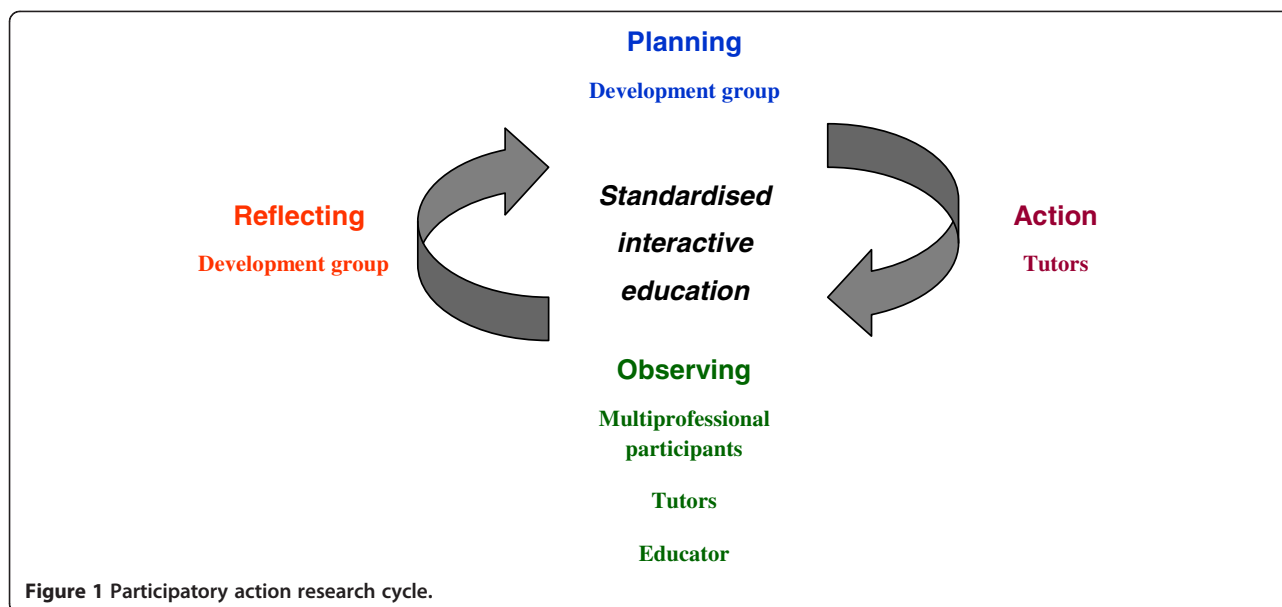 Planning
Development group
Standardised
interactive
education
Reflecting
Development group
Action
Tutors
Observing
Multiprofessional
participants
Tutors
Educator
Figure 1 Participatory action research cycle.